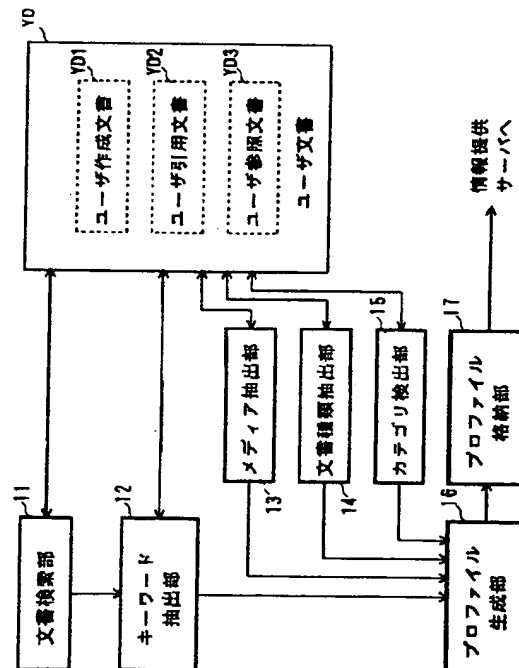 YD
YD1
ユーザ作成文書
YD2
ユーザ引用文書
YD3
ユーザ参照文書
ユーザ文書
11
文書検索部
12
キーワード
抽出部
メディア抽出部
13
文書種類抽出部
14
15
カテゴリ検出部
16
プロファイル
生成部
17
プロファイル
格納部
情報提供
サーバへ